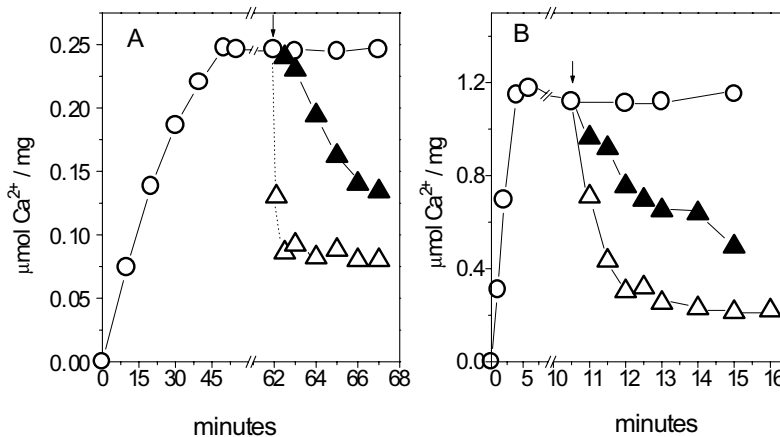 A
B
μmol Ca²⁺ / mg
0.25
0.20
0.15
0.10
0.05
0.00
0 15 30 45 62 64 66 68
minutes
μmol Ca²⁺ / mg
1.2
0.8
0.4
0.0
0 5 10 11 12 13 14 15 16
minutes